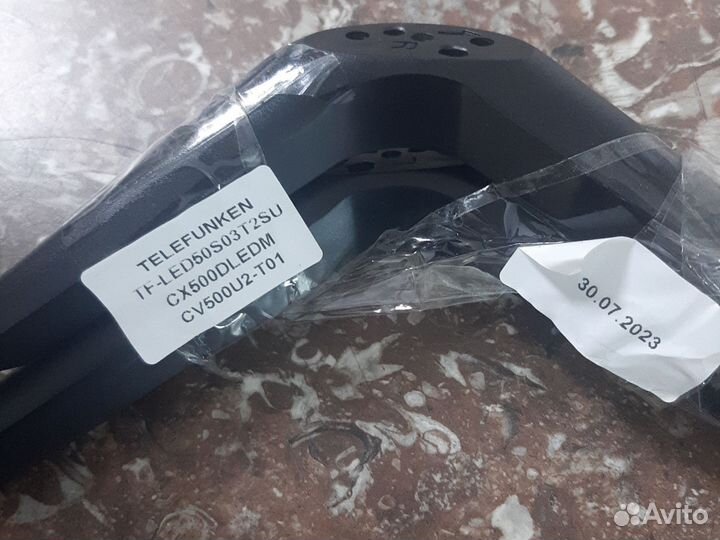 R
TELEFUNKEN
TF-LED50S03T2SU
CX500DLEDM
CV500U2-T01
30.07.2023
Avito